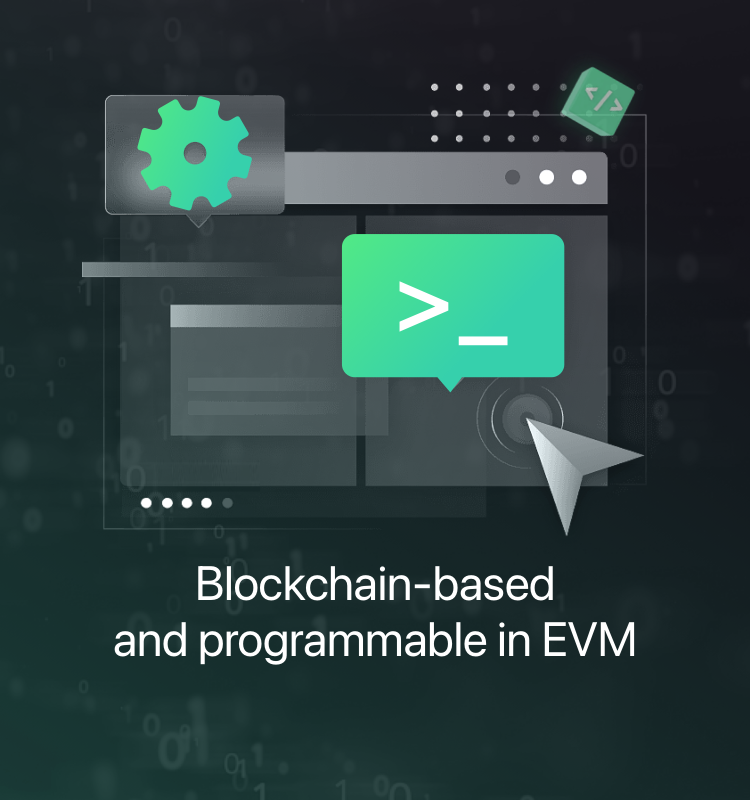 </>
>_
Blockchain-based
and programmable in EVM